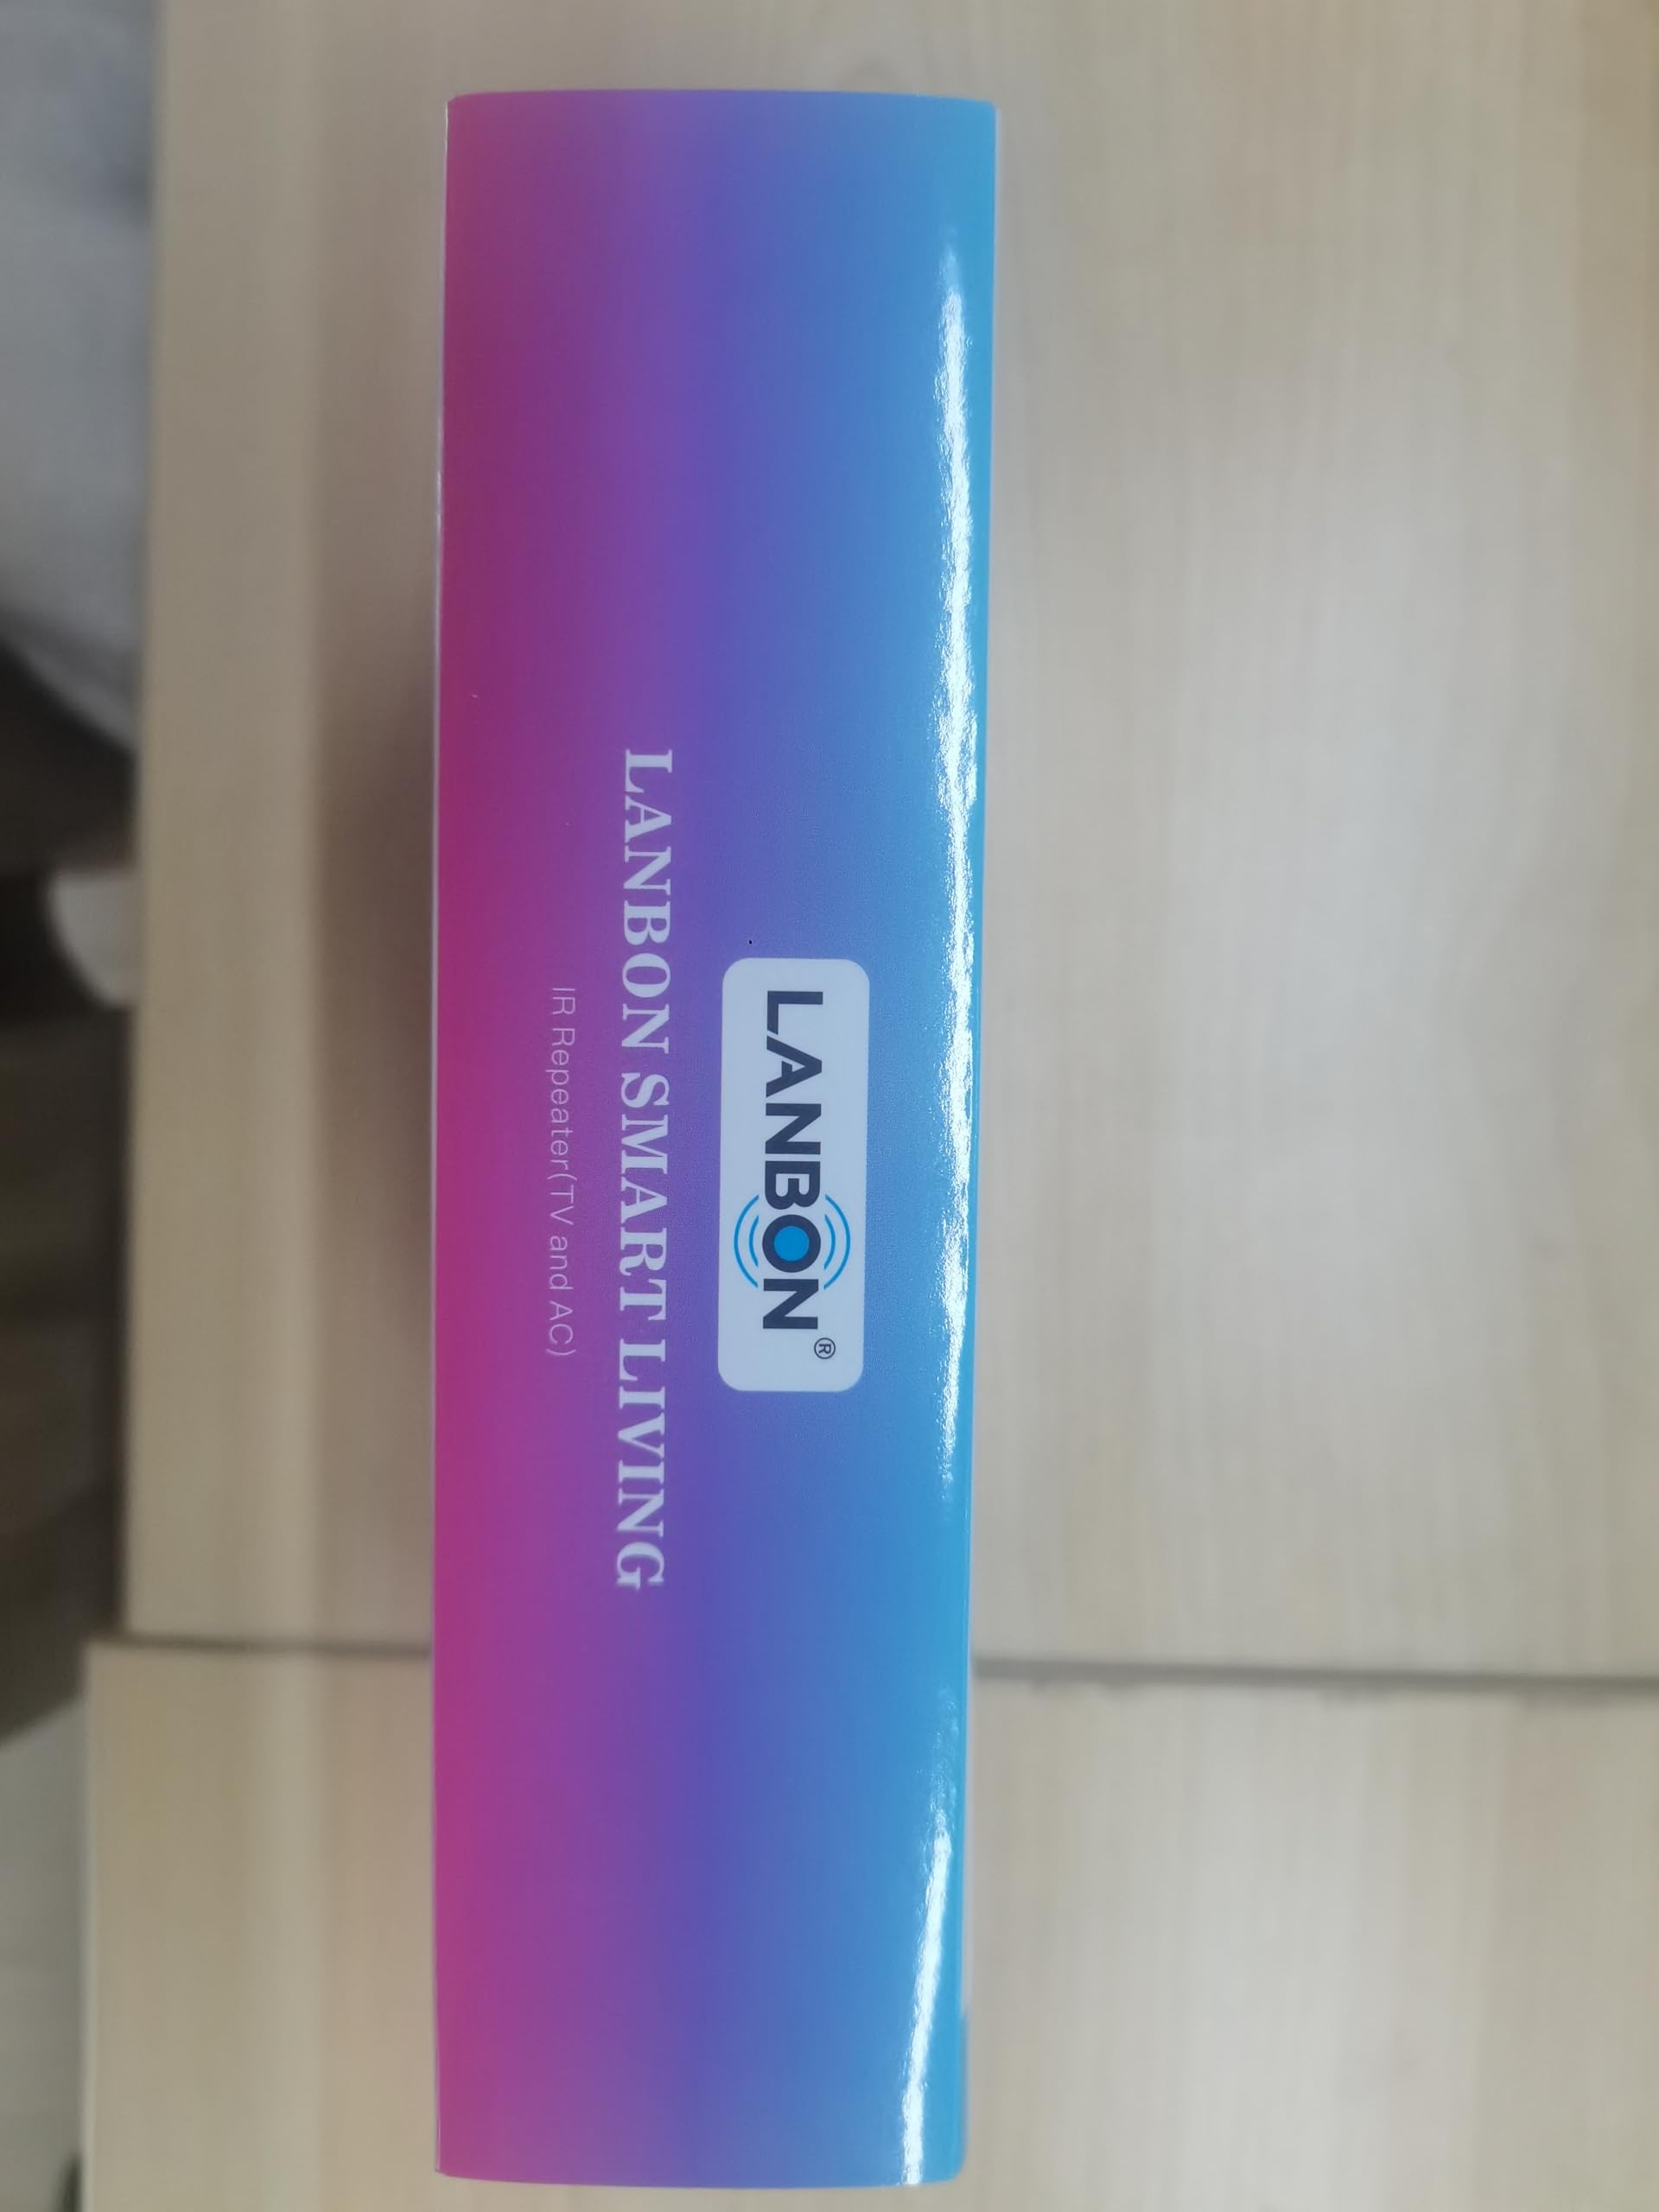 LANBON®
LANBON SMART LIVING
IR Repeater(TV and AC)